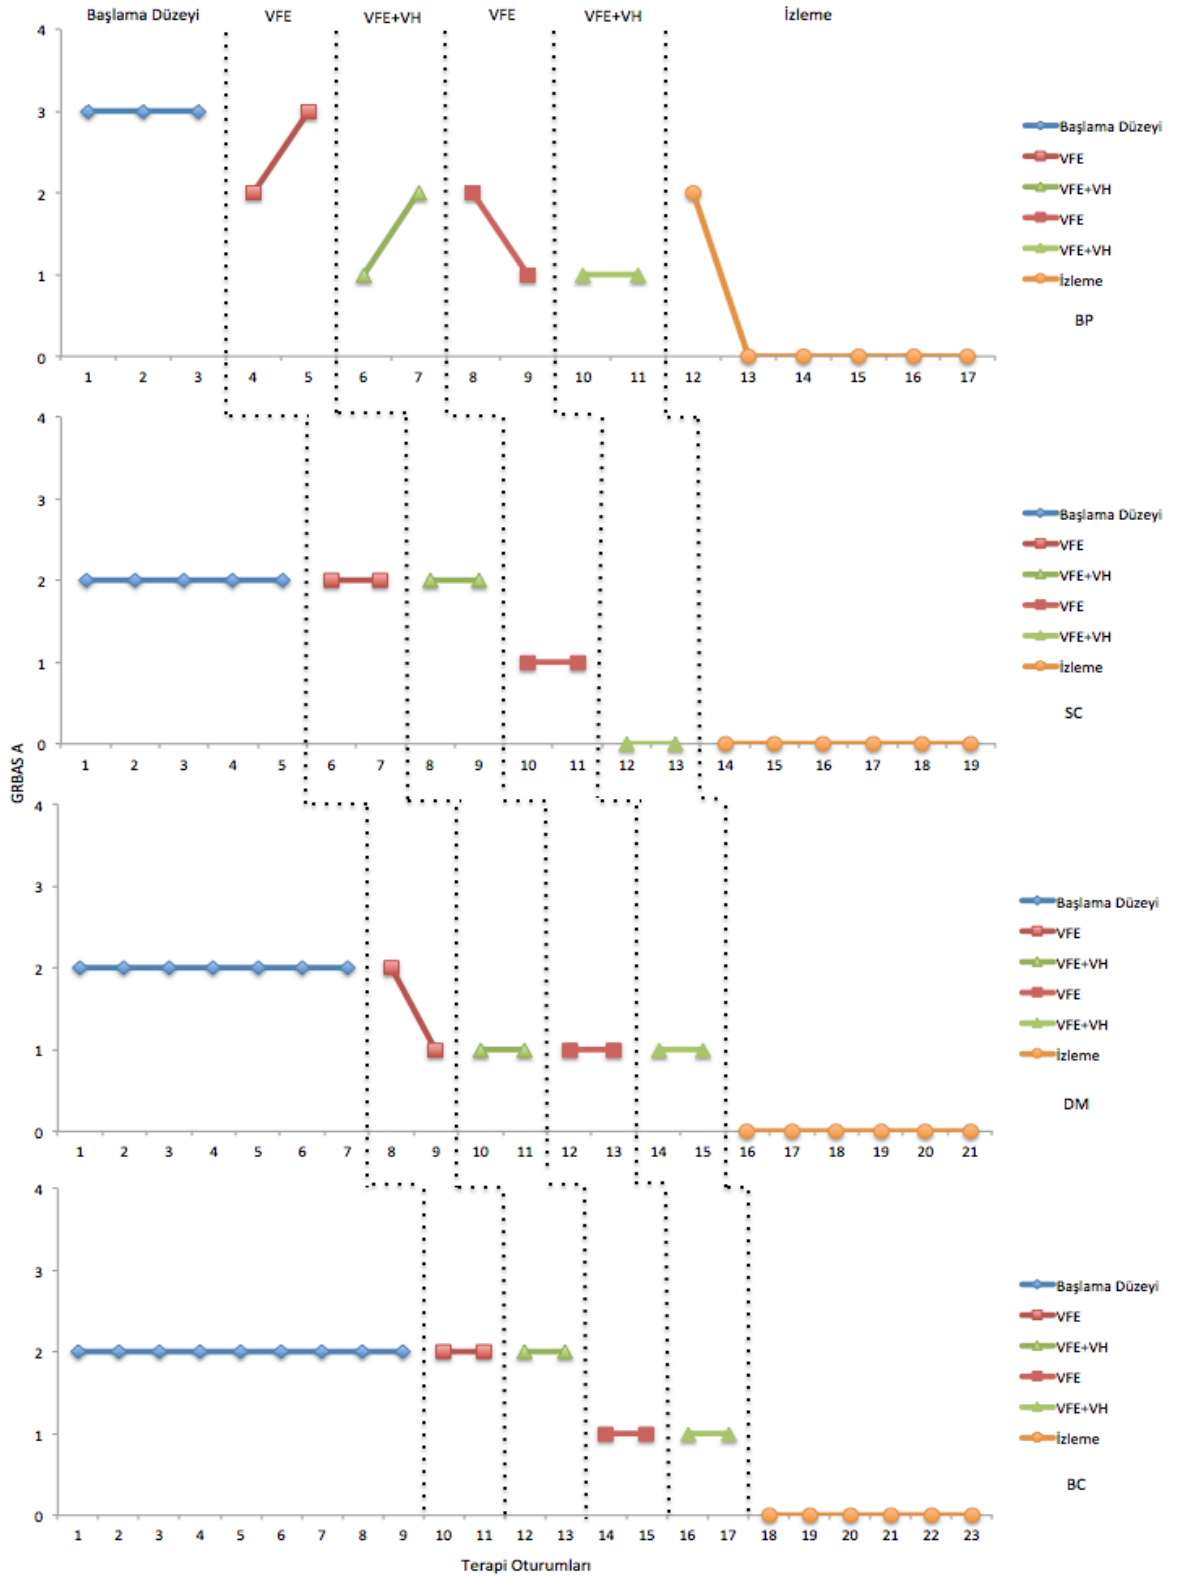 Başlama Düzeyi VFE VFE+VH VFE VFE+VH İzleme
4
3
2
1
0
1 2 3 4 5 6 7 8 9 10 11 12 13 14 15 16 17
Başlama Düzeyi
VFE
VFE+VH
VFE
VFE+VH
İzleme
BP
4
3
2
1
0
1 2 3 4 5 6 7 8 9 10 11 12 13 14 15 16 17 18 19
Başlama Düzeyi
VFE
VFE+VH
VFE
VFE+VH
İzleme
SC
GRBAS A
4
3
2
1
0
1 2 3 4 5 6 7 8 9 10 11 12 13 14 15 16 17 18 19 20 21
Başlama Düzeyi
VFE
VFE+VH
VFE
VFE+VH
İzleme
DM
4
3
2
1
0
1 2 3 4 5 6 7 8 9 10 11 12 13 14 15 16 17 18 19 20 21 22 23
Başlama Düzeyi
VFE
VFE+VH
VFE
VFE+VH
İzleme
BC
Terapi Oturumları